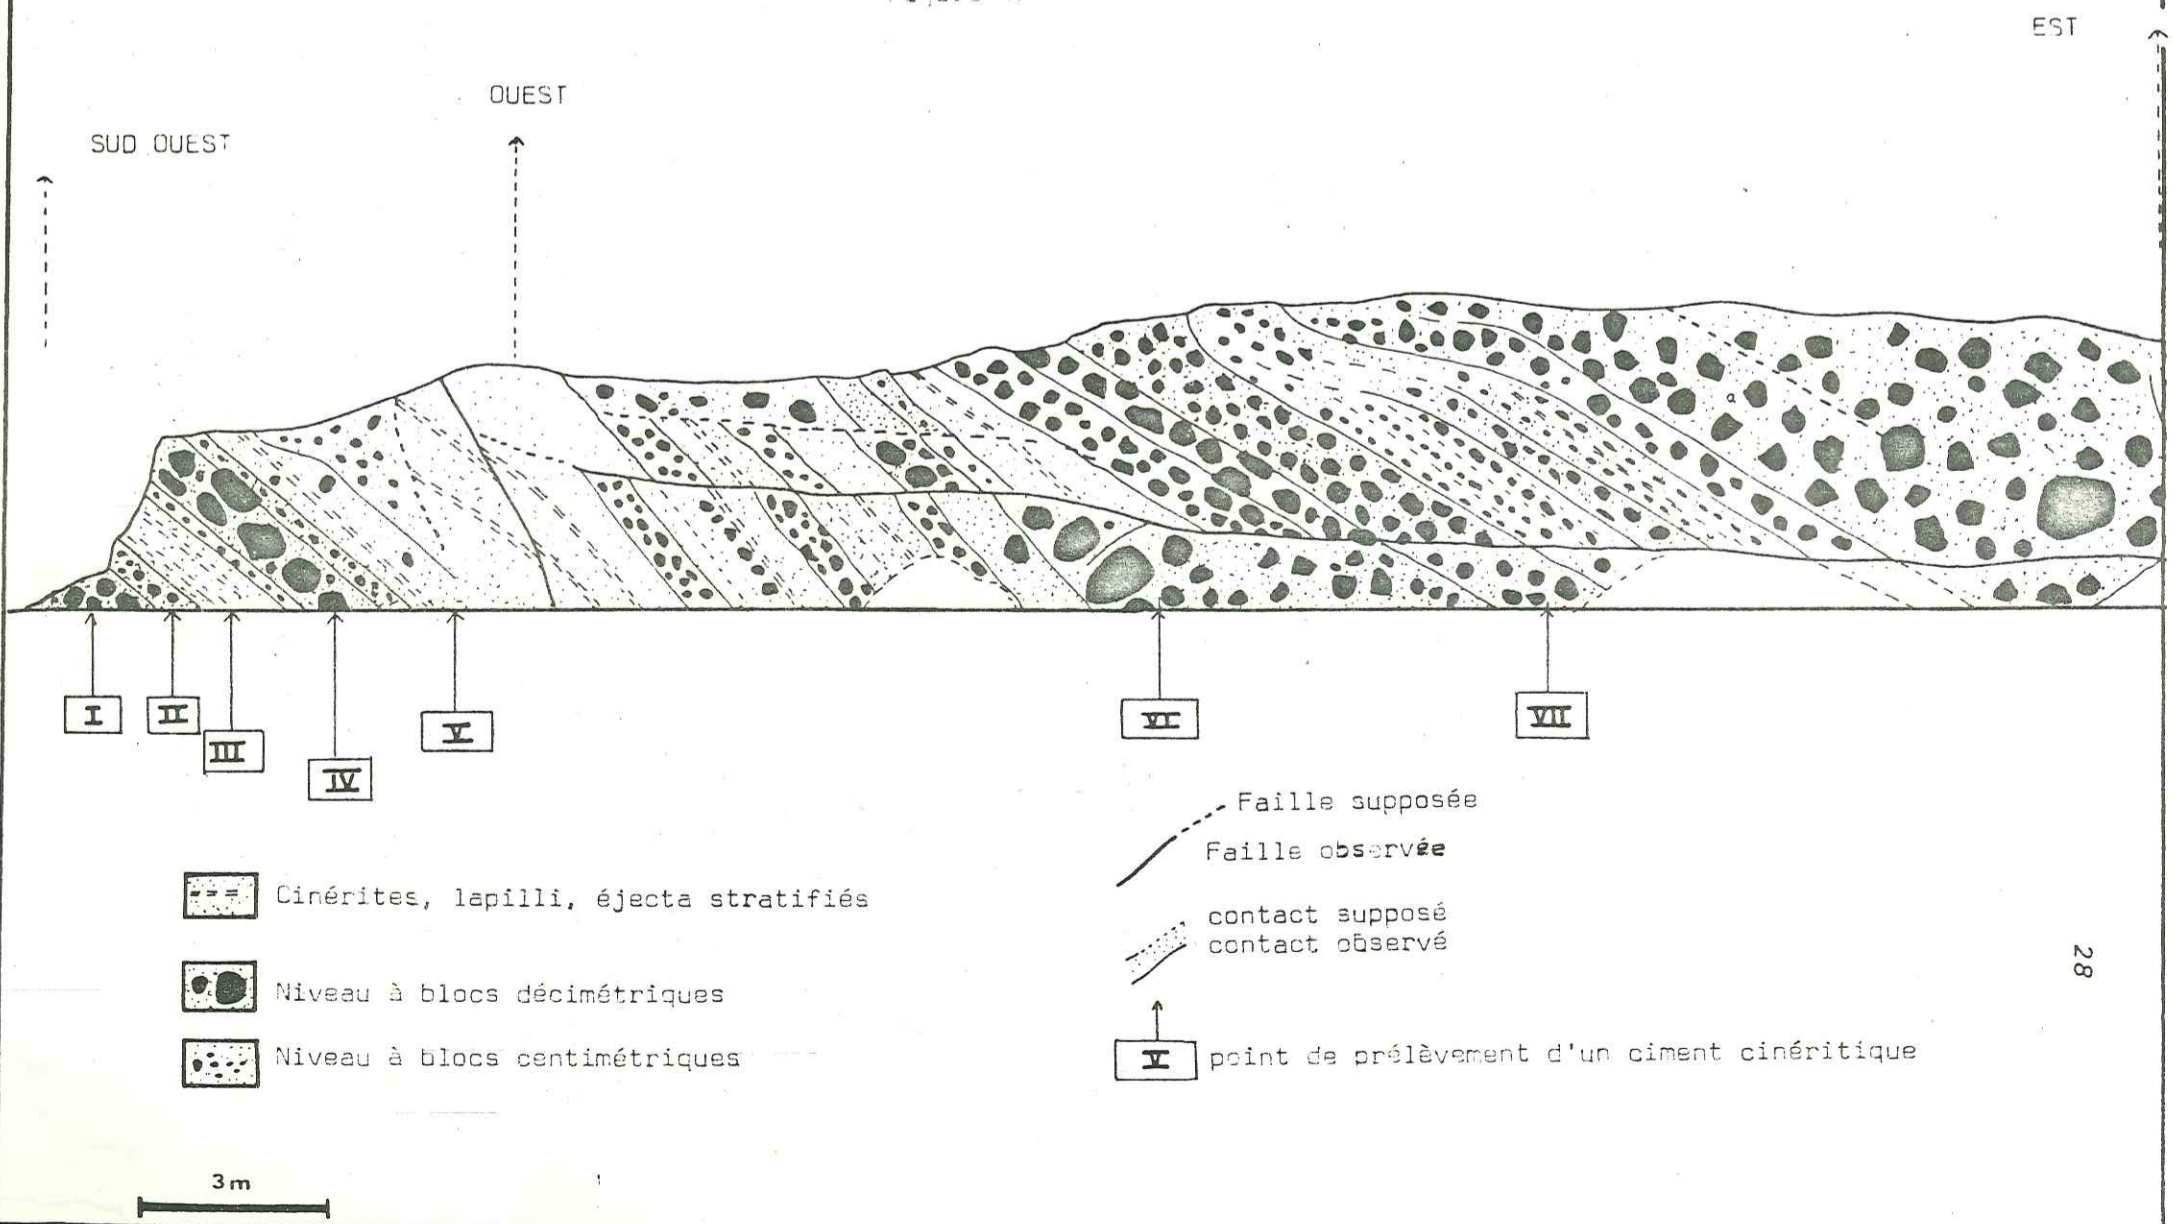 EST
OUEST
SUD OUEST
a
I
II
III
IV
V
VI
VII
Faille supposée
Faille observée
Cinérites, lapilli, éjecta stratifiés
contact supposé
contact observé
Niveau à blocs décimétriques
28
Niveau à blocs centimétriques
V point de prélèvement d'un ciment cinéritique
3m